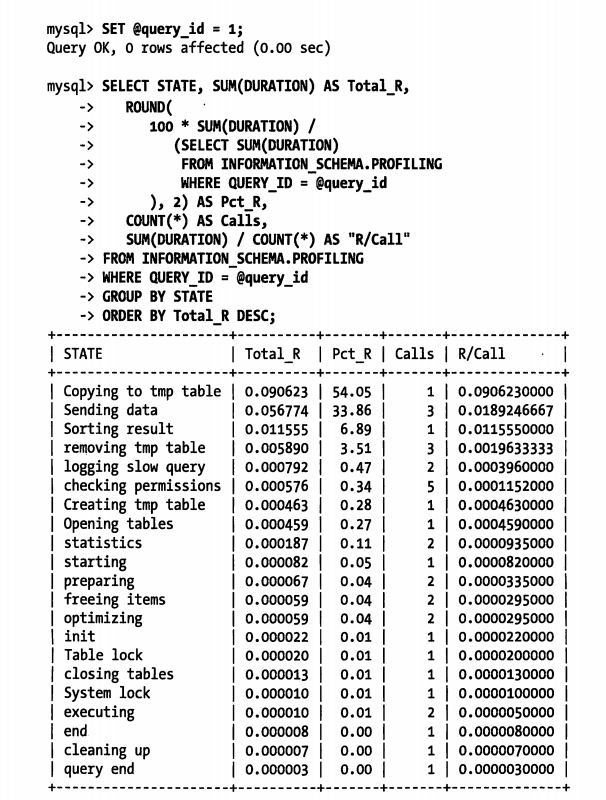 mysql> SET @query_id = 1;
Query OK, 0 rows affected (0.00 sec)
mysql> SELECT STATE, SUM(DURATION) AS Total_R,
    ->    ROUND(
    ->       100 * SUM(DURATION) /
    ->          (SELECT SUM(DURATION)
    ->           FROM INFORMATION_SCHEMA.PROFILING
    ->           WHERE QUERY_ID = @query_id
    ->       ), 2) AS Pct_R,
    ->    COUNT(*) AS Calls,
    ->    SUM(DURATION) / COUNT(*) AS "R/Call"
    -> FROM INFORMATION_SCHEMA.PROFILING
    -> WHERE QUERY_ID = @query_id
    -> GROUP BY STATE
    -> ORDER BY Total_R DESC;
+----------------------+----------+-------+-------+--------------+
| STATE                | Total_R  | Pct_R | Calls | R/Call       |
+----------------------+----------+-------+-------+--------------+
| Copying to tmp table | 0.090623 | 54.05 |     1 | 0.0906230000 |
| Sending data         | 0.056774 | 33.86 |     3 | 0.0189246667 |
| Sorting result       | 0.011555 |  6.89 |     1 | 0.0115550000 |
| removing tmp table   | 0.005890 |  3.51 |     3 | 0.0019633333 |
| logging slow query   | 0.000792 |  0.47 |     2 | 0.0003960000 |
| checking permissions | 0.000576 |  0.34 |     5 | 0.0001152000 |
| Creating tmp table   | 0.000463 |  0.28 |     1 | 0.0004630000 |
| Opening tables       | 0.000459 |  0.27 |     1 | 0.0004590000 |
| statistics           | 0.000187 |  0.11 |     2 | 0.0000935000 |
| starting             | 0.000082 |  0.05 |     1 | 0.0000820000 |
| preparing            | 0.000067 |  0.04 |     2 | 0.0000335000 |
| freeing items        | 0.000059 |  0.04 |     2 | 0.0000295000 |
| optimizing           | 0.000059 |  0.04 |     2 | 0.0000295000 |
| init                 | 0.000022 |  0.01 |     1 | 0.0000220000 |
| Table lock           | 0.000020 |  0.01 |     1 | 0.0000200000 |
| closing tables       | 0.000013 |  0.01 |     1 | 0.0000130000 |
| System lock          | 0.000010 |  0.01 |     1 | 0.0000100000 |
| executing            | 0.000010 |  0.01 |     2 | 0.0000050000 |
| end                  | 0.000008 |  0.00 |     1 | 0.0000080000 |
| cleaning up          | 0.000007 |  0.00 |     1 | 0.0000070000 |
| query end            | 0.000003 |  0.00 |     1 | 0.0000030000 |
+----------------------+----------+-------+-------+--------------+